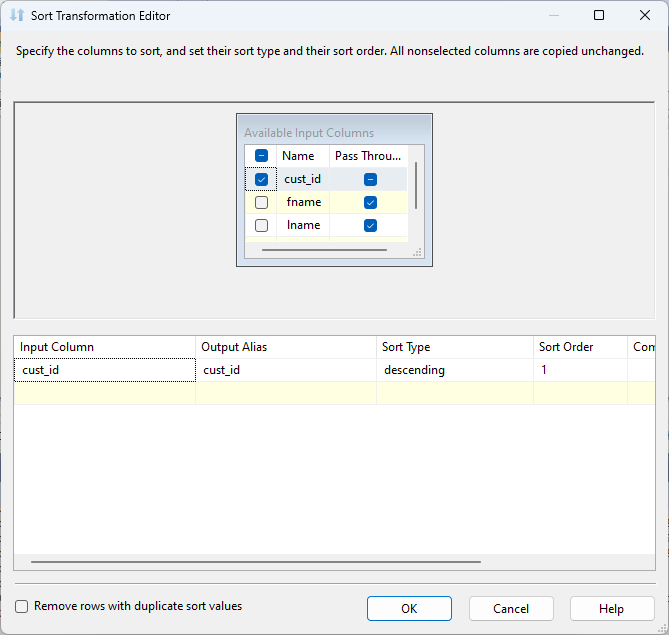 Sort Transformation Editor
Specify the columns to sort, and set their sort type and their sort order. All nonselected columns are copied unchanged.
Available Input Columns
Name Pass Throu...
cust_id
fname
lname
Input Column Output Alias Sort Type Sort Order Com
cust_id cust_id descending 1
Remove rows with duplicate sort values OK Cancel Help